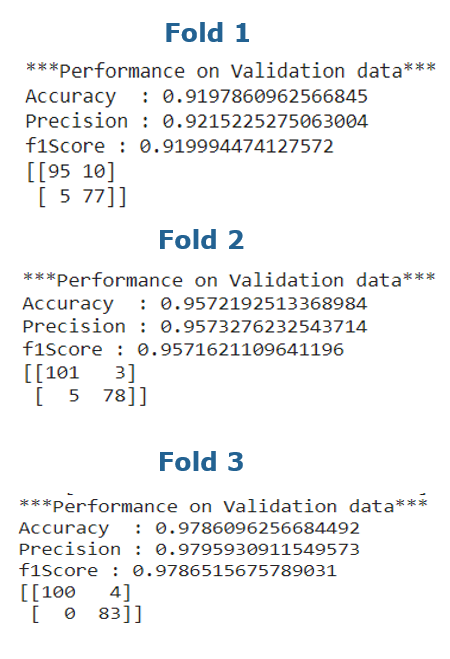 Fold 1
***Performance on Validation data***
Accuracy  : 0.9197860962566845
Precision : 0.9215225275063004
f1Score : 0.919994474127572
[[95 10]
 [ 5 77]]
Fold 2
***Performance on Validation data***
Accuracy  : 0.9572192513368984
Precision : 0.9573276232543714
f1Score : 0.9571621109641196
[[101   3]
 [  5  78]]
Fold 3
***Performance on Validation data***
Accuracy  : 0.9786096256684492
Precision : 0.9795930911549573
f1Score : 0.9786515675789031
[[100   4]
 [  0  83]]